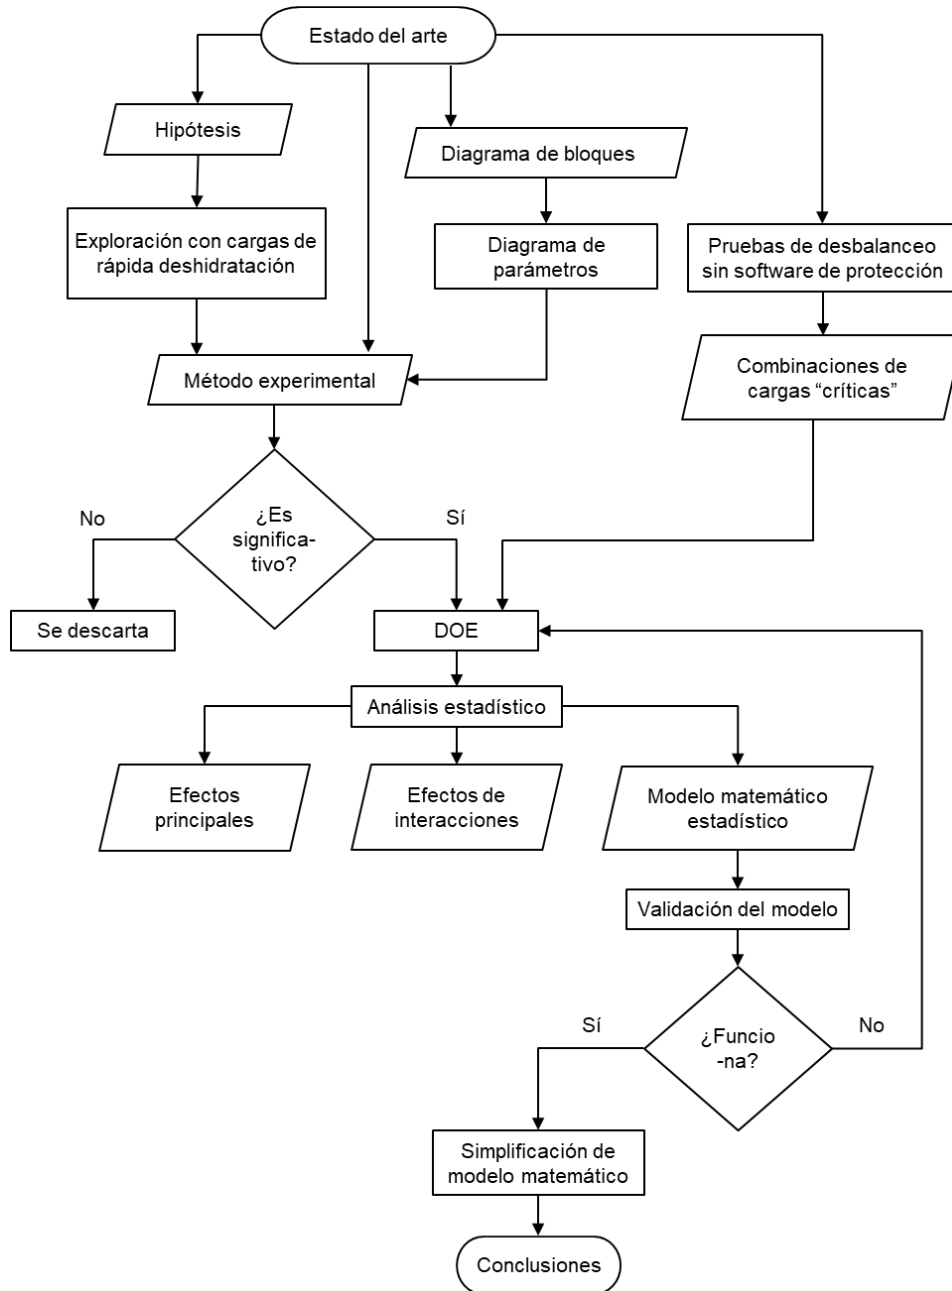 Estado del arte
Hipótesis
Diagrama de bloques
Exploración con cargas de
rápida deshidratación
Diagrama de
parámetros
Pruebas de desbalanceo
sin software de protección
Método experimental
Combinaciones de
cargas “críticas”
¿Es
significa-
tivo?
No
Sí
Se descarta
DOE
Análisis estadístico
Efectos
principales
Efectos de
interacciones
Modelo matemático
estadístico
Validación del modelo
¿Funcio
-na?
Sí
No
Simplificación de
modelo matemático
Conclusiones